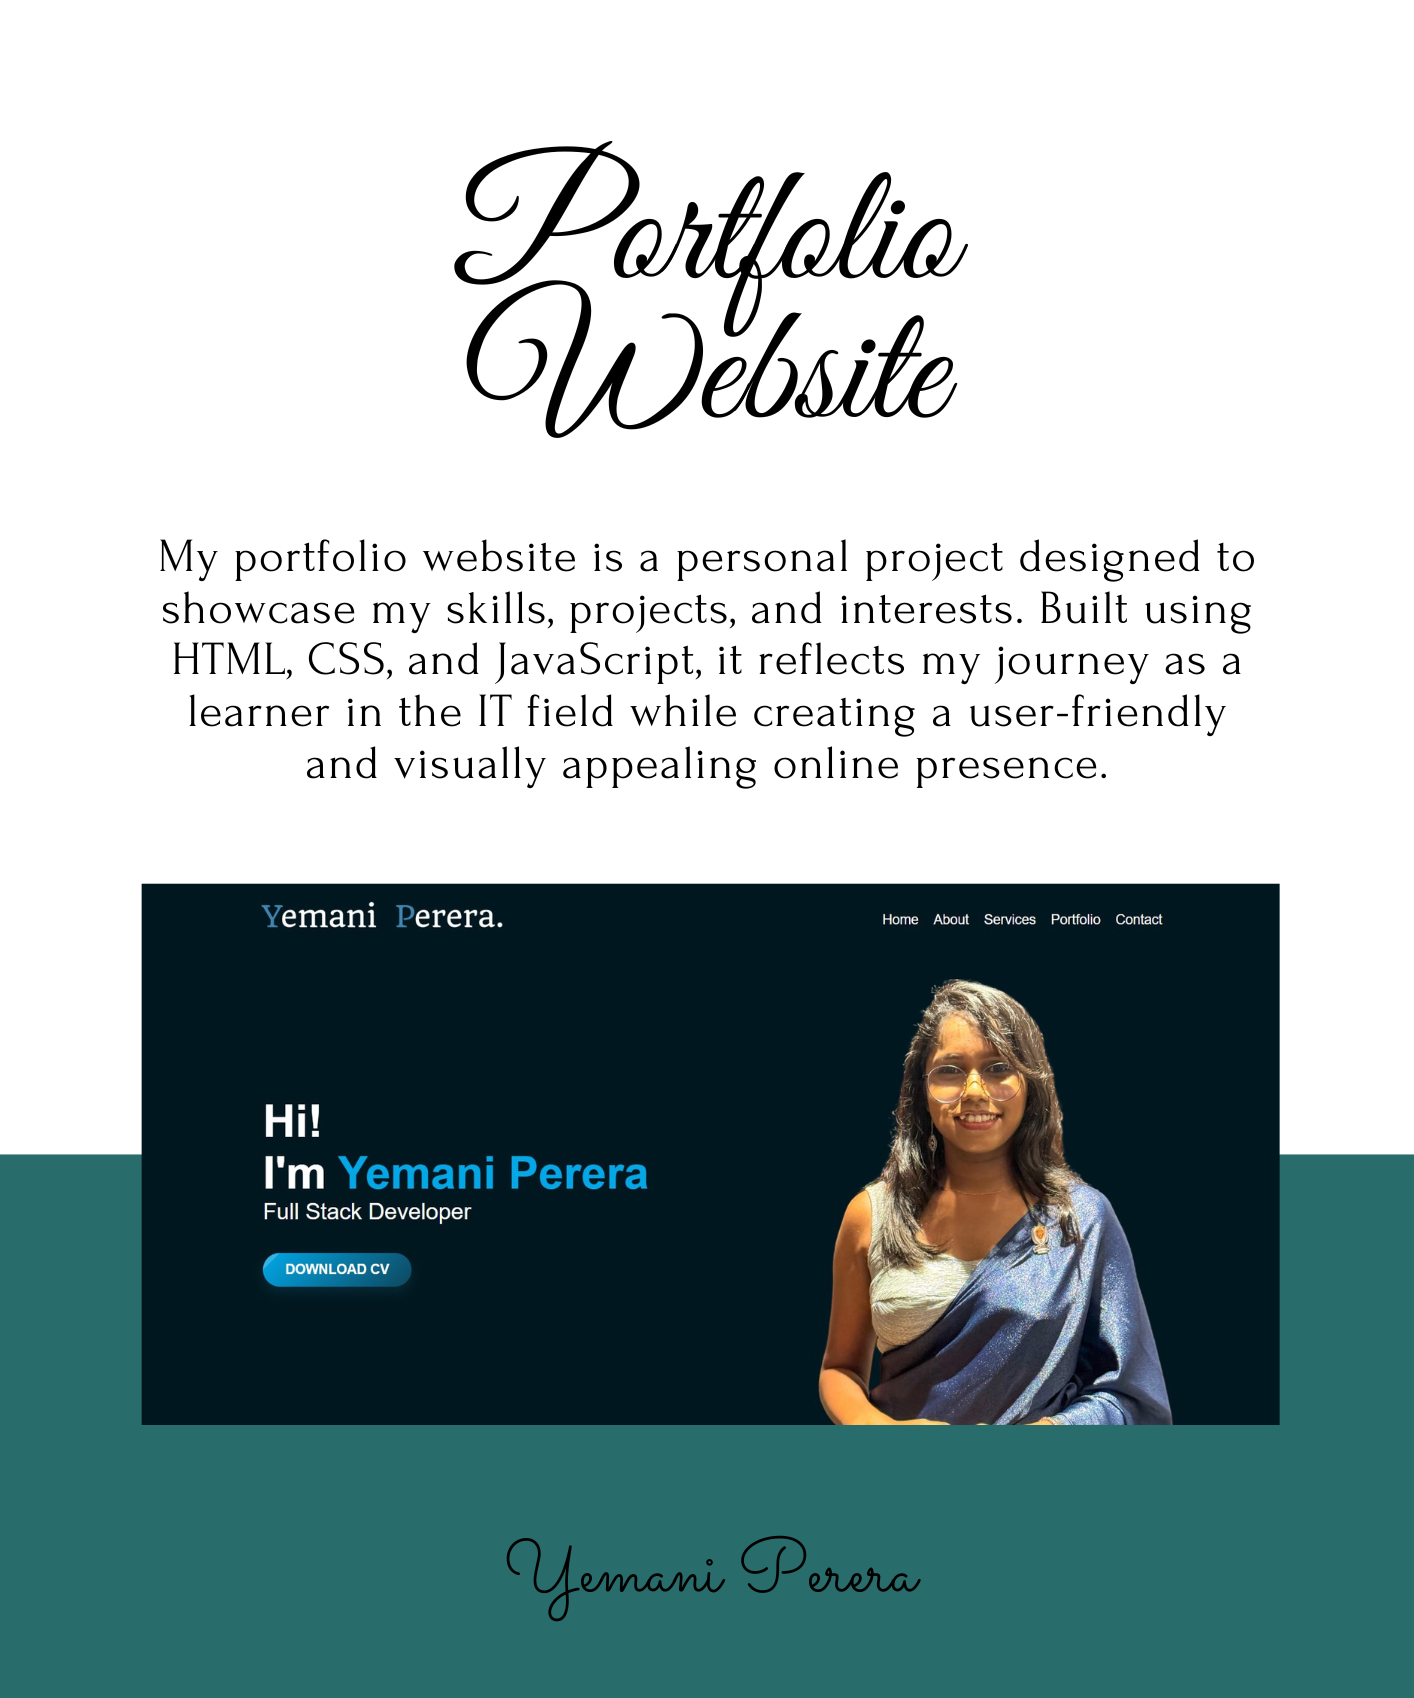 Portfolio
Website
My portfolio website is a personal project designed to
showcase my skills, projects, and interests. Built using
HTML, CSS, and JavaScript, it reflects my journey as a
learner in the IT field while creating a user-friendly
and visually appealing online presence.
Yemani Perera.
Home About Services Portfolio Contact
Hi!
I'm Yemani Perera
Full Stack Developer
DOWNLOAD CV
Yemani Perera